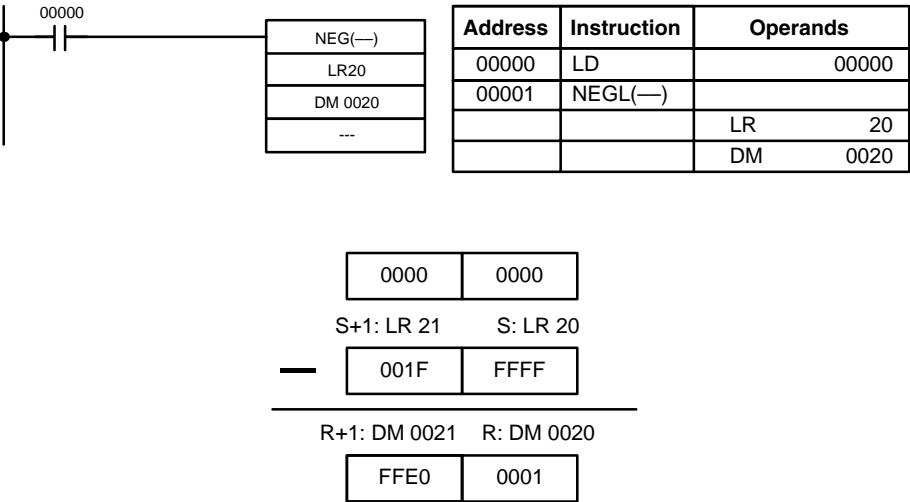 00000
NEG(––)
LR20
DM 0020
---
Address Instruction Operands
00000 LD 00000
00001 NEGL(––)
LR 20
DM 0020
0000 0000
S+1: LR 21 S: LR 20
— 001F FFFF
R+1: DM 0021 R: DM 0020
FFE0 0001